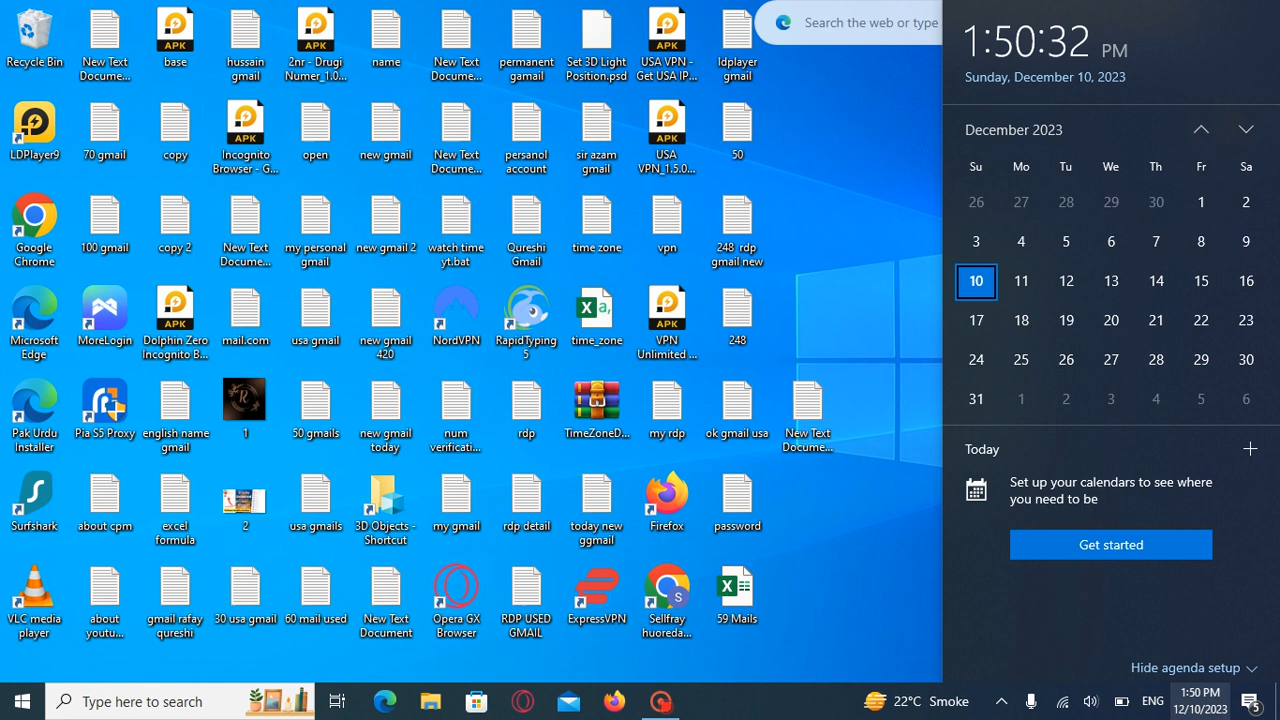 Search the web or type
Recycle Bin
New Text
Docume...
APK
base
hussain
gmail
APK
2nr - Drugi
Numer_1.0...
name
New Text
Docume...
permanent
gamail
Set 3D Light
Position.psd
APK
USA VPN -
Get USA IP...
ldplayer
gmail
LDPlayer9
70 gmail
copy
APK
Incognito
Browser - G...
open
new gmail
New Text
Docume...
persanol
account
sir azam
gmail
APK
USA
VPN_1.5.0...
50
Google
Chrome
100 gmail
copy 2
New Text
Docume...
my personal
gmail
new gmail 2
watch time
yt.bat
Qureshi
Gmail
time zone
vpn
248 rdp
gmail new
Microsoft
Edge
MoreLogin
APK
Dolphin Zero
Incognito B...
mail.com
usa gmail
new gmail
420
NordVPN
RapidTyping
5
time_zone
APK
VPN
Unlimited ...
248
Pak Urdu
Installer
Pia S5 Proxy
english name
gmail
R
1
50 gmails
new gmail
today
num
verificati...
rdp
TimeZoneD...
my rdp
ok gmail usa
New Text
Docume...
Surfshark
about cpm
excel
formula
2
usa gmails
3D Objects -
Shortcut
my gmail
rdp detail
today new
ggmail
Firefox
password
VLC media
player
about
youtu...
gmail rafay
qureshi
30 usa gmail
60 mail used
New Text
Document
Opera GX
Browser
RDP USED
GMAIL
ExpressVPN
S
Sellfray
huoreda...
59 Mails
1:50:32 PM
Sunday, December 10, 2023
December 2023
Su Mo Tu We Th Fr Sa
26 27 28 29 30 1 2
3 4 5 6 7 8 9
10 11 12 13 14 15 16
17 18 19 20 21 22 23
24 25 26 27 28 29 30
31 1 2 3 4 5 6
Today
Set up your calendars to see where
you need to be
Get started
Hide agenda setup
Type here to search
22°C Smoke
ENG
1:50 PM
12/10/2023
5